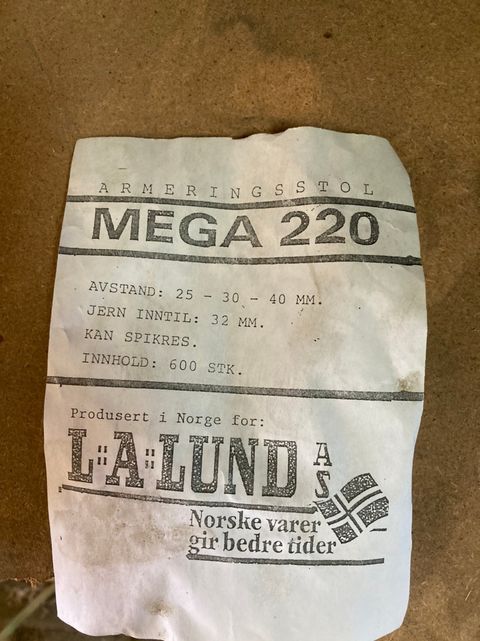 ARMERINGSSTOL
MEGA 220
AVSTAND: 25 - 30 - 40 MM.
JERN INNTIL: 32 MM.
KAN SPIKRES.
INNHOLD: 600 STK.
Produsert i Norge for:
L:A:LUND AS
Norske varer
gir bedre tider